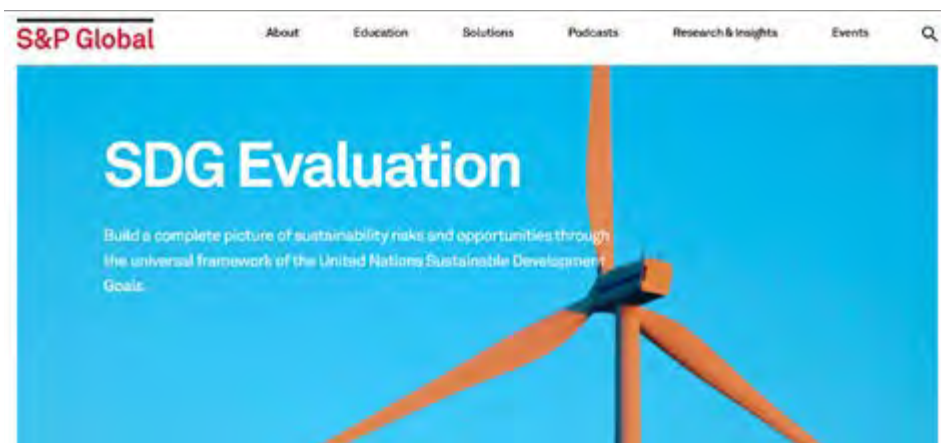 S&P Global
About Education Solutions Podcasts Research & Insights Events
SDG Evaluation
Build a complete picture of sustainability risks and opportunities through
the universal framework of the United Nations Sustainable Development
Goals.